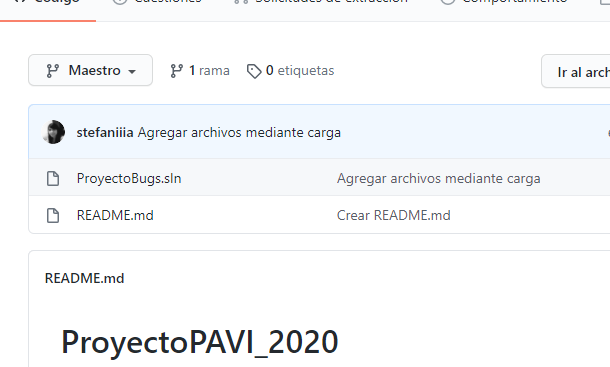 Código Cuestiones Solicitudes de extracción Comportamiento
Maestro 1 rama 0 etiquetas Ir al arch
stefaniiia Agregar archivos mediante carga
ProyectoBugs.sln Agregar archivos mediante carga
README.md Crear README.md
README.md
ProyectoPAVI_2020